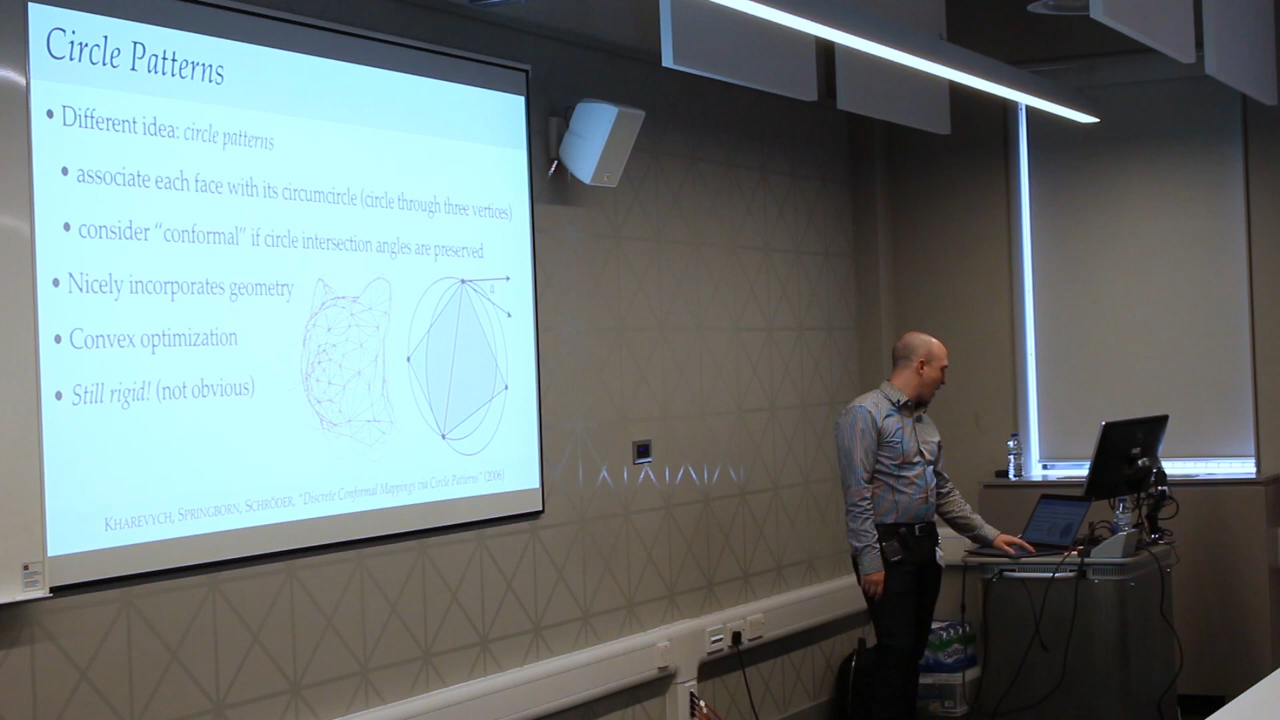 Circle Patterns
• Different idea: circle patterns
• associate each face with its circumcircle (circle through three vertices)
• consider “conformal” if circle intersection angles are preserved
• Nicely incorporates geometry
• Convex optimization
• Still rigid! (not obvious)
KHAREVYCH, SPRINGBORN, SCHRÖDER, “Discrete Conformal Mappings via Circle Patterns” (2006)